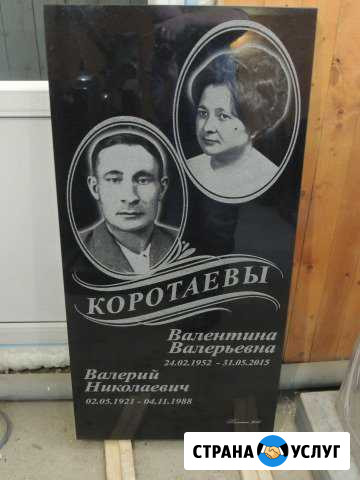 КОРОТАЕВЫ
Валентина
Валерьевна
24.02.1952 - 31.05.2015
Валерий
Николаевич
02.05.1921 - 04.11.1988
СТРАНА УСЛУГ